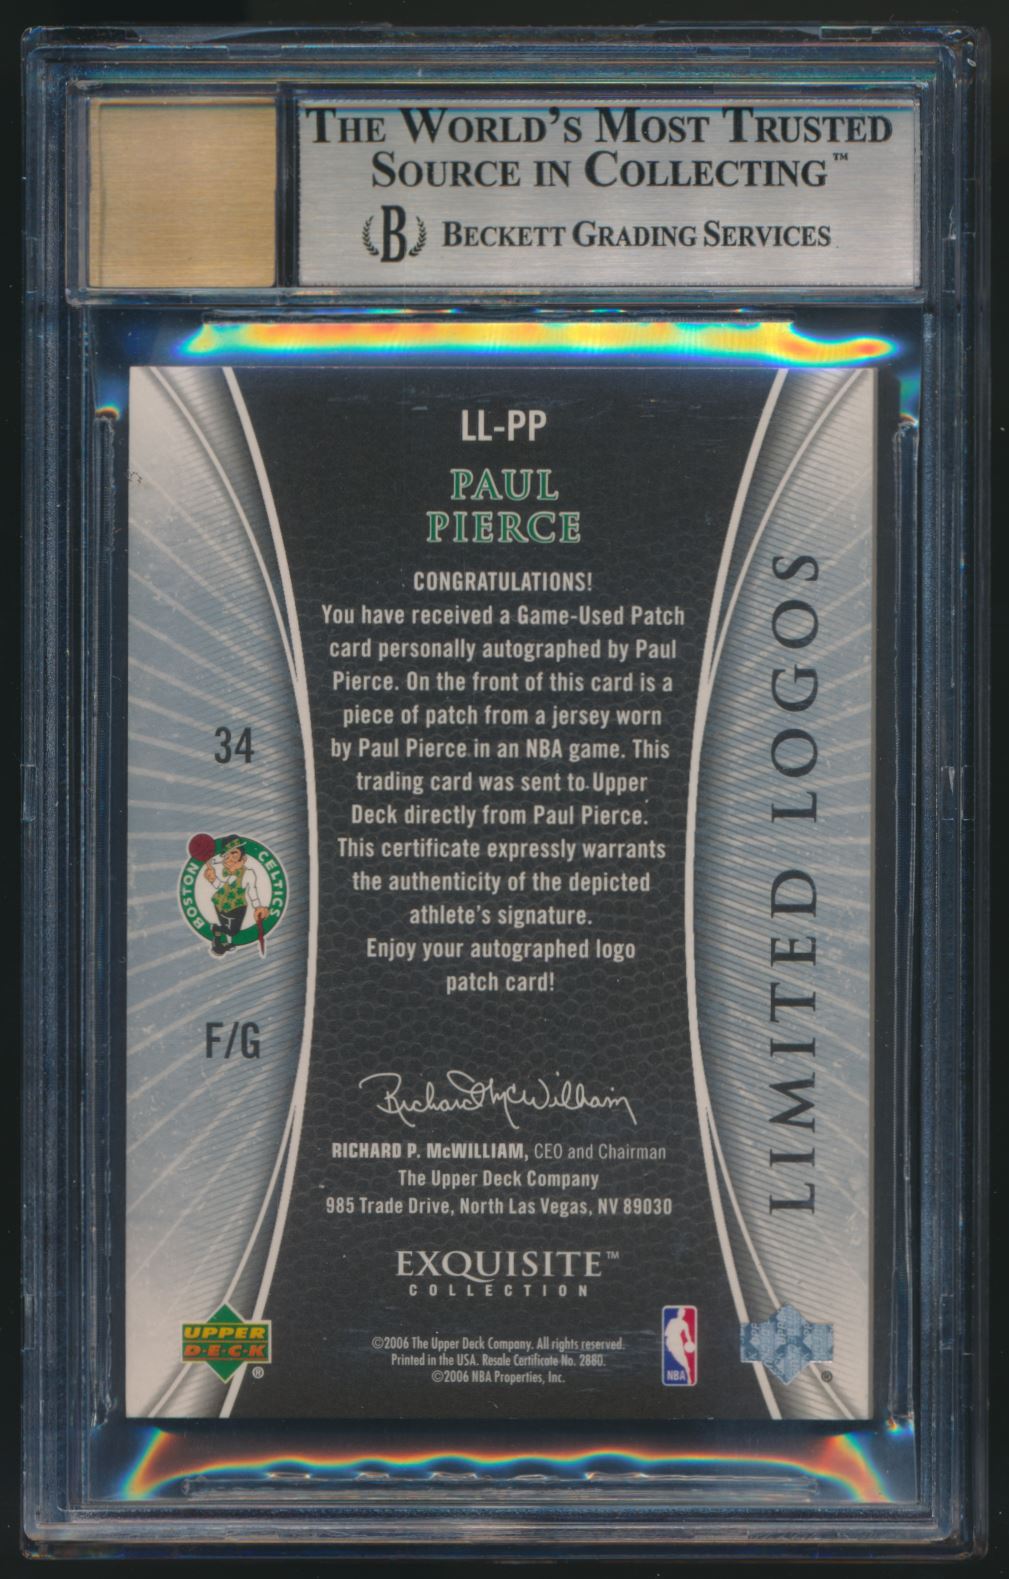 THE WORLD'S MOST TRUSTED
SOURCE IN COLLECTING™
B BECKETT GRADING SERVICES
LL-PP
PAUL
PIERCE
CONGRATULATIONS!
You have received a Game-Used Patch
card personally autographed by Paul
Pierce. On the front of this card is a
piece of patch from a jersey worn
by Paul Pierce in an NBA game. This
trading card was sent to Upper
Deck directly from Paul Pierce.
This certificate expressly warrants
the authenticity of the depicted
athlete's signature.
Enjoy your autographed logo
patch card!
Richard McWilliam
RICHARD P. McWILLIAM, CEO and Chairman
The Upper Deck Company
985 Trade Drive, North Las Vegas, NV 89030
EXQUISITE™
COLLECTION
©2006 The Upper Deck Company. All rights reserved.
Printed in the USA. Resale Certificate No. 2880.
©2006 NBA Properties, Inc.
34
BOSTON CELTICS
F/G
UPPER
D·E·C·K ®
NBA
®
LIMITED LOGOS